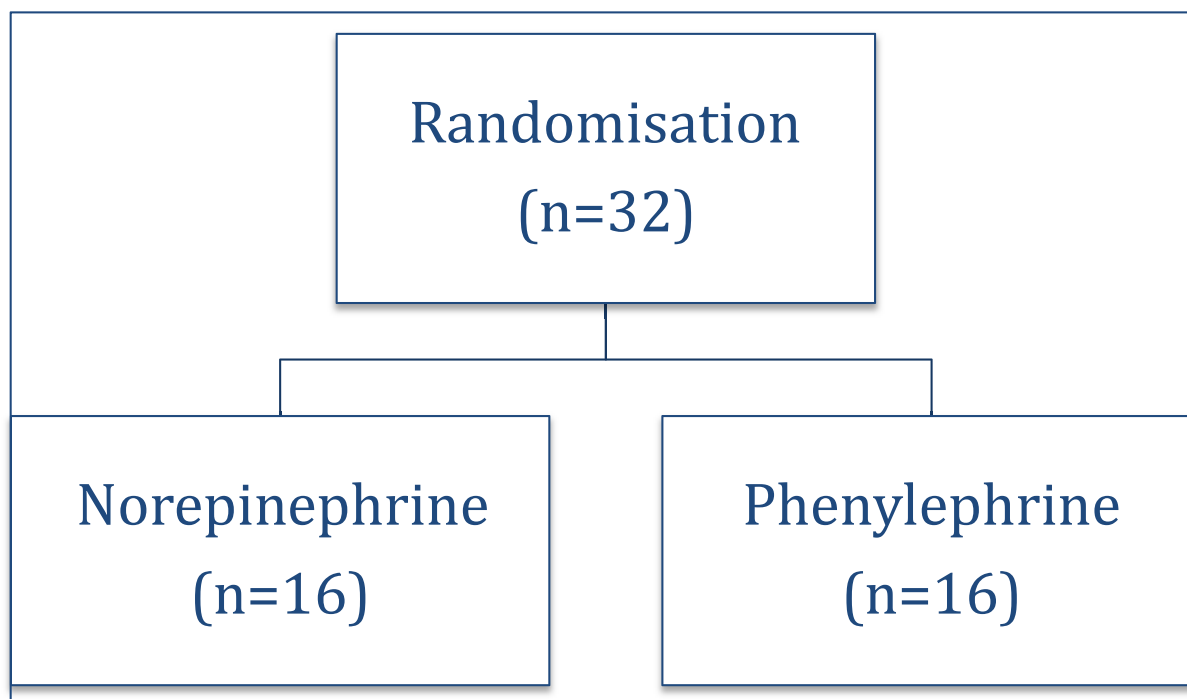 Randomisation
(n=32)
Norepinephrine
(n=16)
Phenylephrine
(n=16)